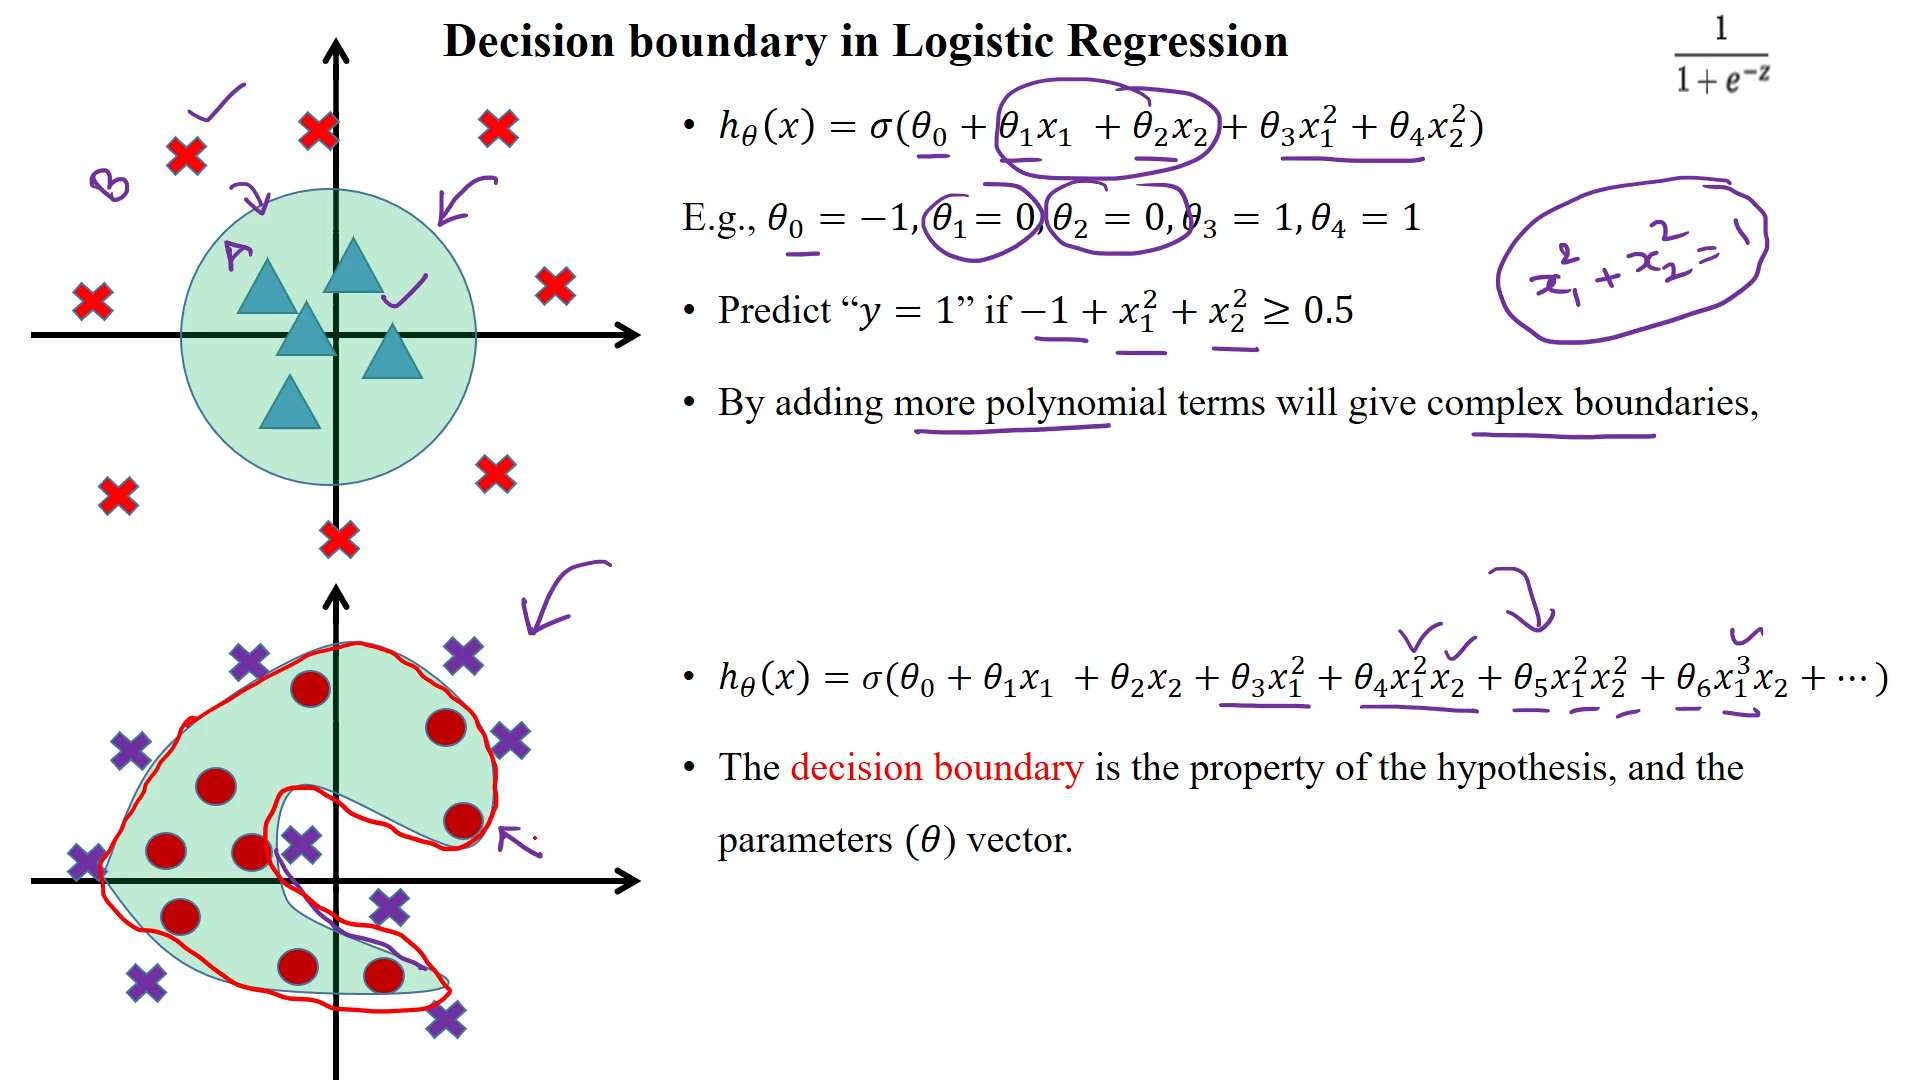 Decision boundary in Logistic Regression
1
1 + e^{-z}
• h_θ(x) = σ(θ_0 + θ_1x_1 + θ_2x_2 + θ_3x_1^2 + θ_4x_2^2)
B
A
E.g., θ_0 = −1, θ_1 = 0, θ_2 = 0, θ_3 = 1, θ_4 = 1
x_1^2 + x_2^2 = 1
• Predict “y = 1” if −1 + x_1^2 + x_2^2 ≥ 0.5
• By adding more polynomial terms will give complex boundaries,
• h_θ(x) = σ(θ_0 + θ_1x_1 + θ_2x_2 + θ_3x_1^2 + θ_4x_1^2x_2 + θ_5x_1^2x_2^2 + θ_6x_1^3x_2 + ⋯ )
• The decision boundary is the property of the hypothesis, and the
parameters (θ) vector.